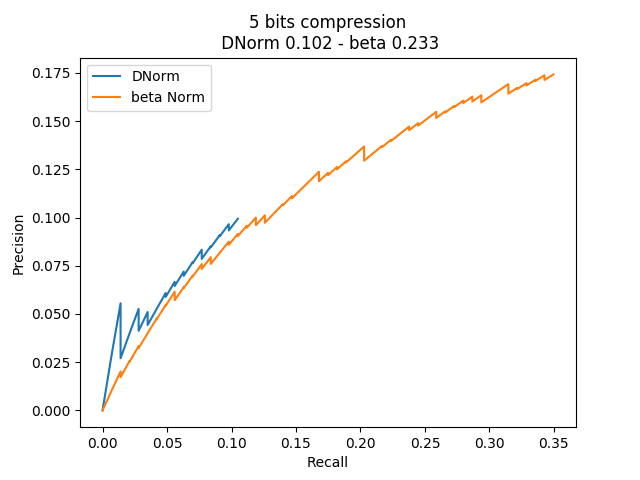 5 bits compression
DNorm 0.102 - beta 0.233
DNorm
beta Norm
0.175
0.150
0.125
0.100
0.075
0.050
0.025
0.000
Precision
0.00 0.05 0.10 0.15 0.20 0.25 0.30 0.35
Recall